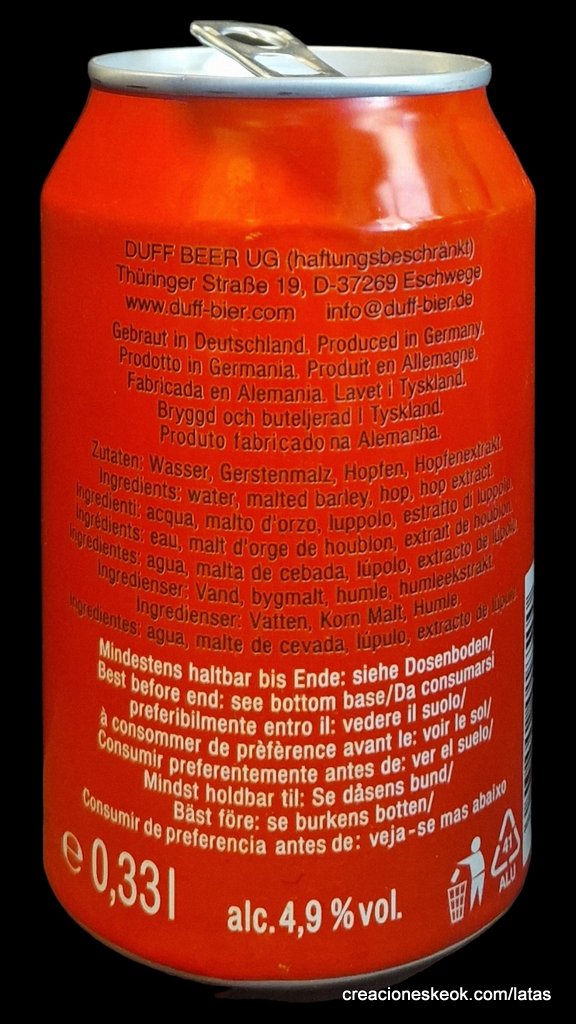 DUFF BEER UG (haftungsbeschränkt)
Thüringer Straße 19, D-37269 Eschwege
www.duff-bier.com info@duff-bier.de
Gebraut in Deutschland. Produced in Germany.
Prodotto in Germania. Produit en Allemagne.
Fabricada en Alemania. Lavet i Tyskland.
Bryggd och buteljerad i Tyskland.
Produto fabricado na Alemanha.
Zutaten: Wasser, Gerstenmalz, Hopfen, Hopfenextrakt.
Ingredients: water, malted barley, hop, hop extract.
Ingredienti: acqua, malto d'orzo, luppolo, estratto di luppolo.
Ingrédients: eau, malt d'orge de houblon, extrait de houblon.
Ingredientes: agua, malta de cebada, lúpolo, extracto de lúpulo.
Ingredienser: Vand, bygmalt, humle, humleekstrakt.
Ingredienser: Vatten, Korn Malt, Humle.
Ingredientes: agua, malte de cevada, lúpulo, extracto de lúpulo.
Mindestens haltbar bis Ende: siehe Dosenboden/
Best before end: see bottom base/Da consumarsi
preferibilmente entro il: vedere il suolo/
à consommer de prèfèrence avant le: voir le sol/
Consumir preferentemente antes de: ver el suelo/
Mindst holdbar til: Se dåsens bund/
Bäst före: se burkens botten/
Consumir de preferencia antes de: veja-se mas abaixo
℮ 0,33l
alc. 4,9 % vol.
41
ALU
creacioneskeok.com/latas